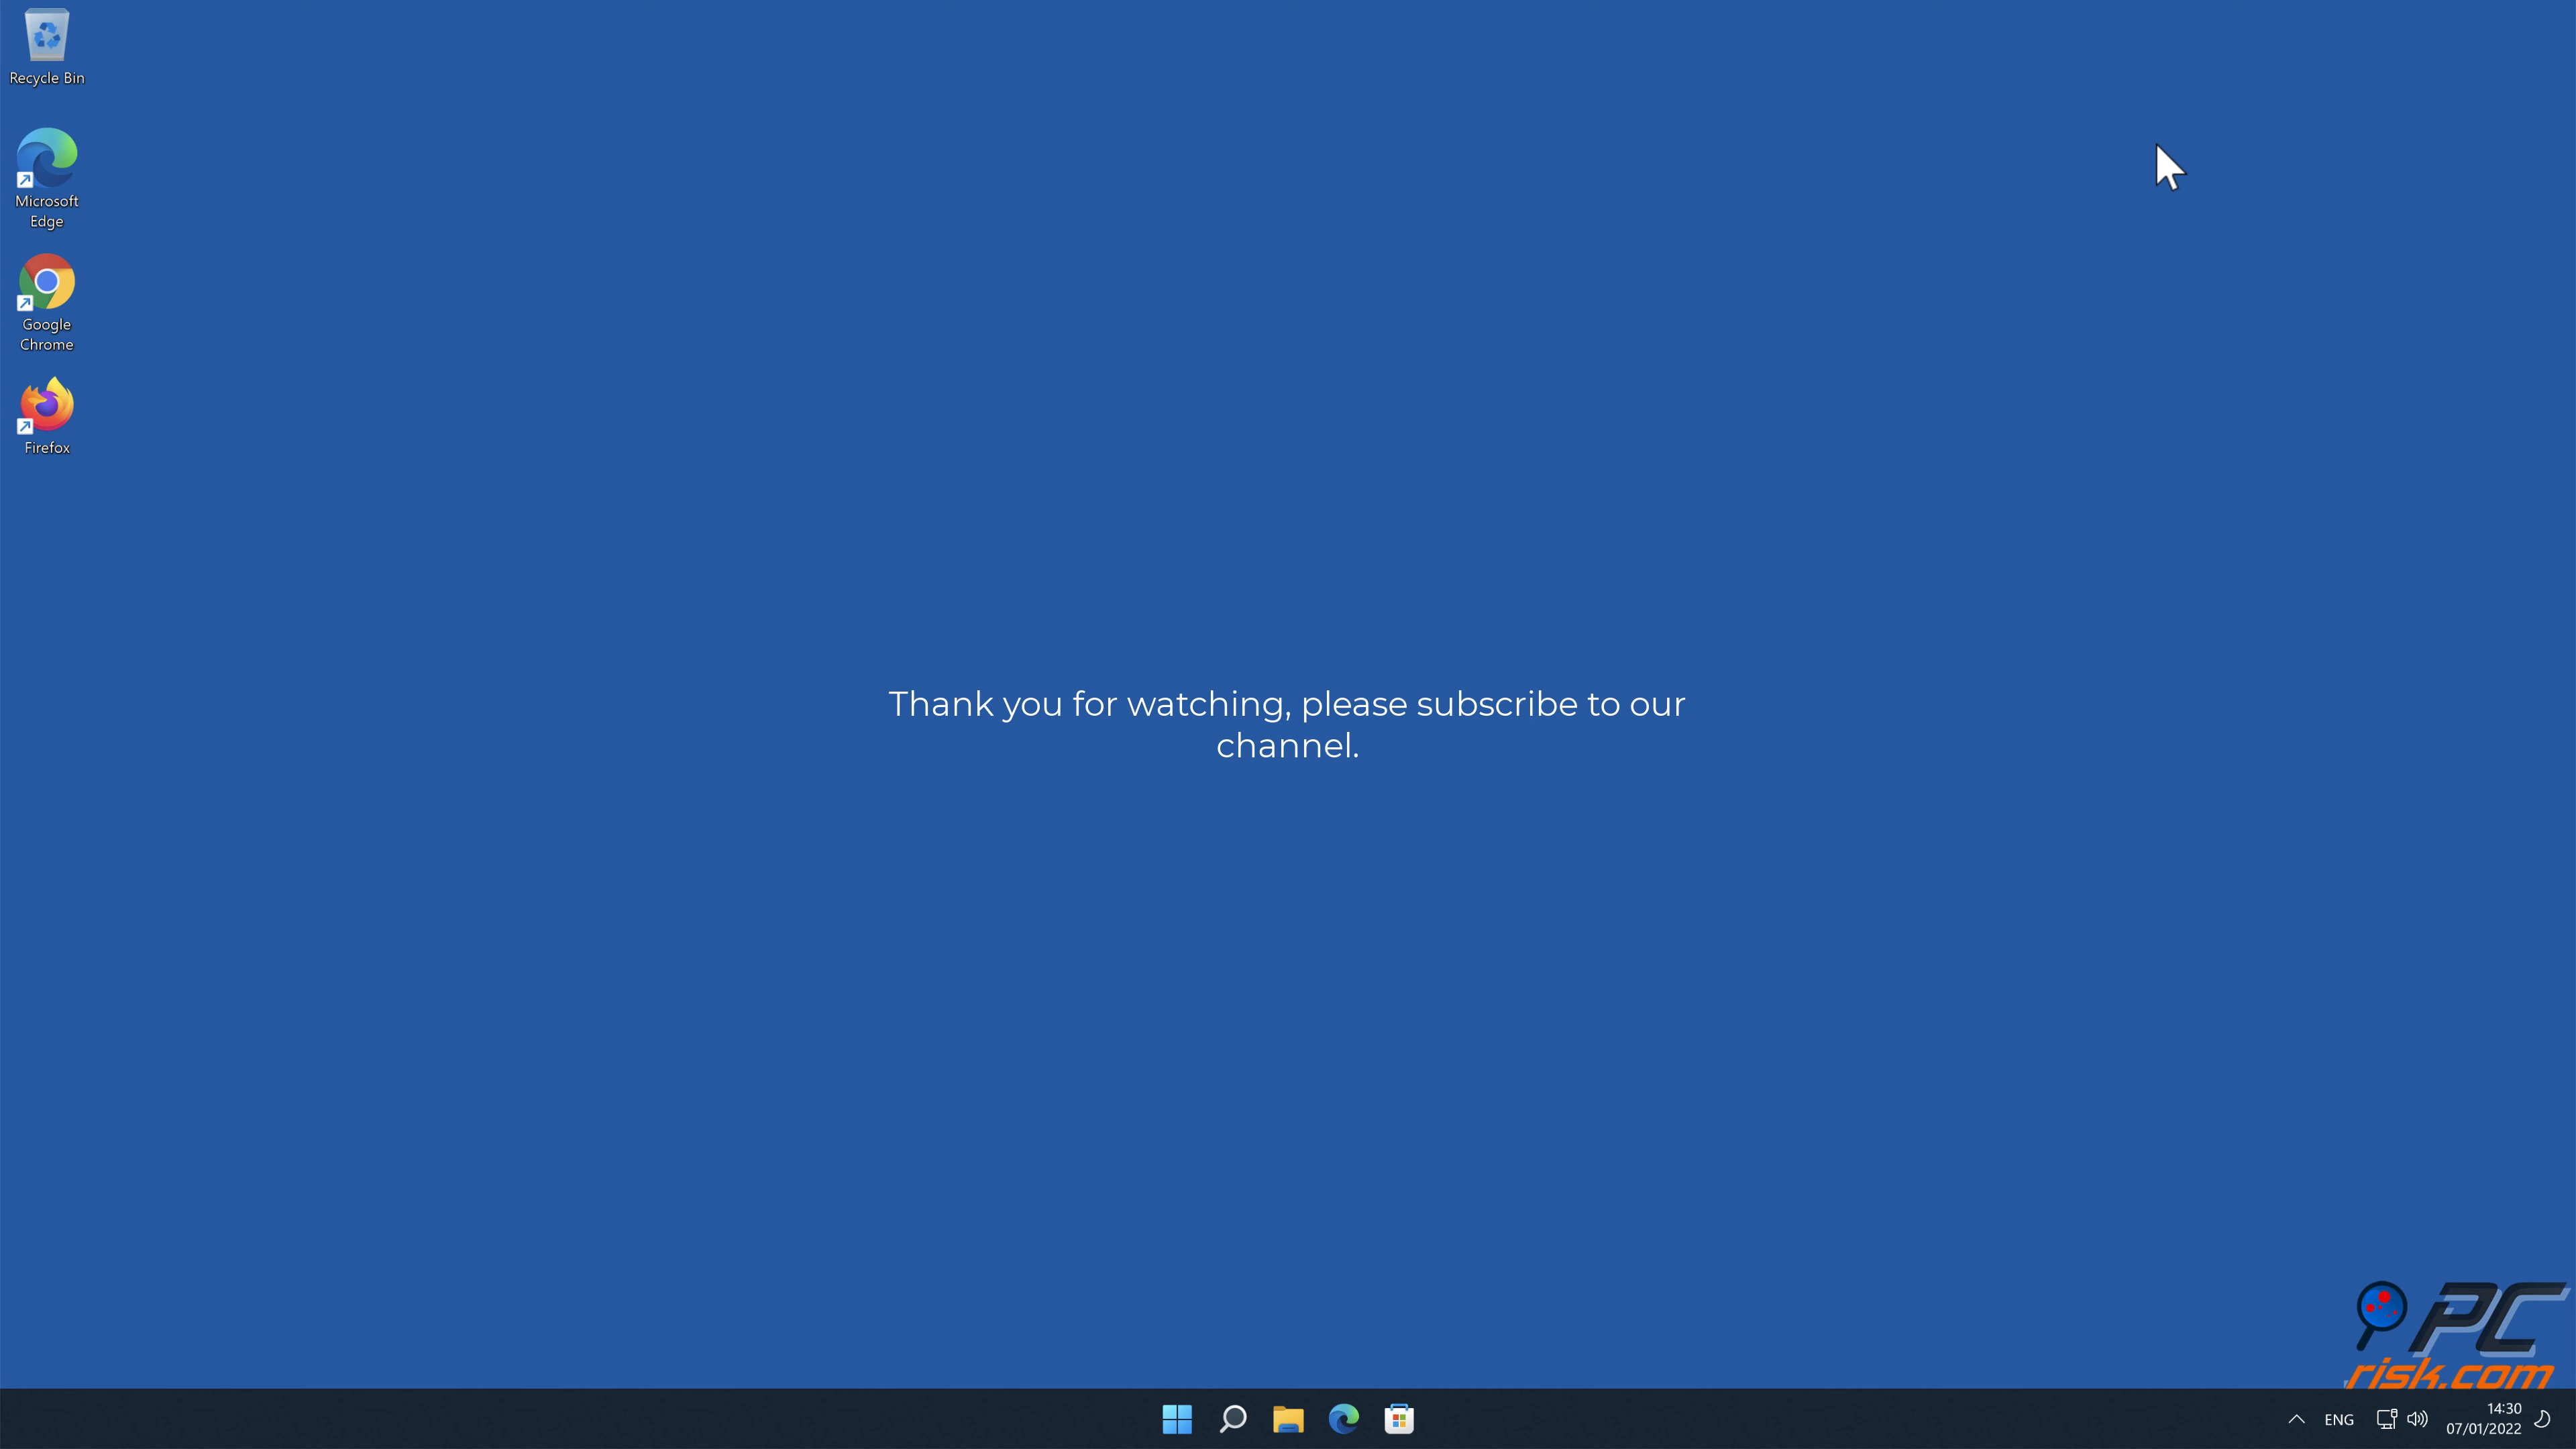 Recycle Bin
Microsoft
Edge
Google
Chrome
Firefox
Thank you for watching, please subscribe to our
channel.
PC
risk.com
ENG
14:30
07/01/2022